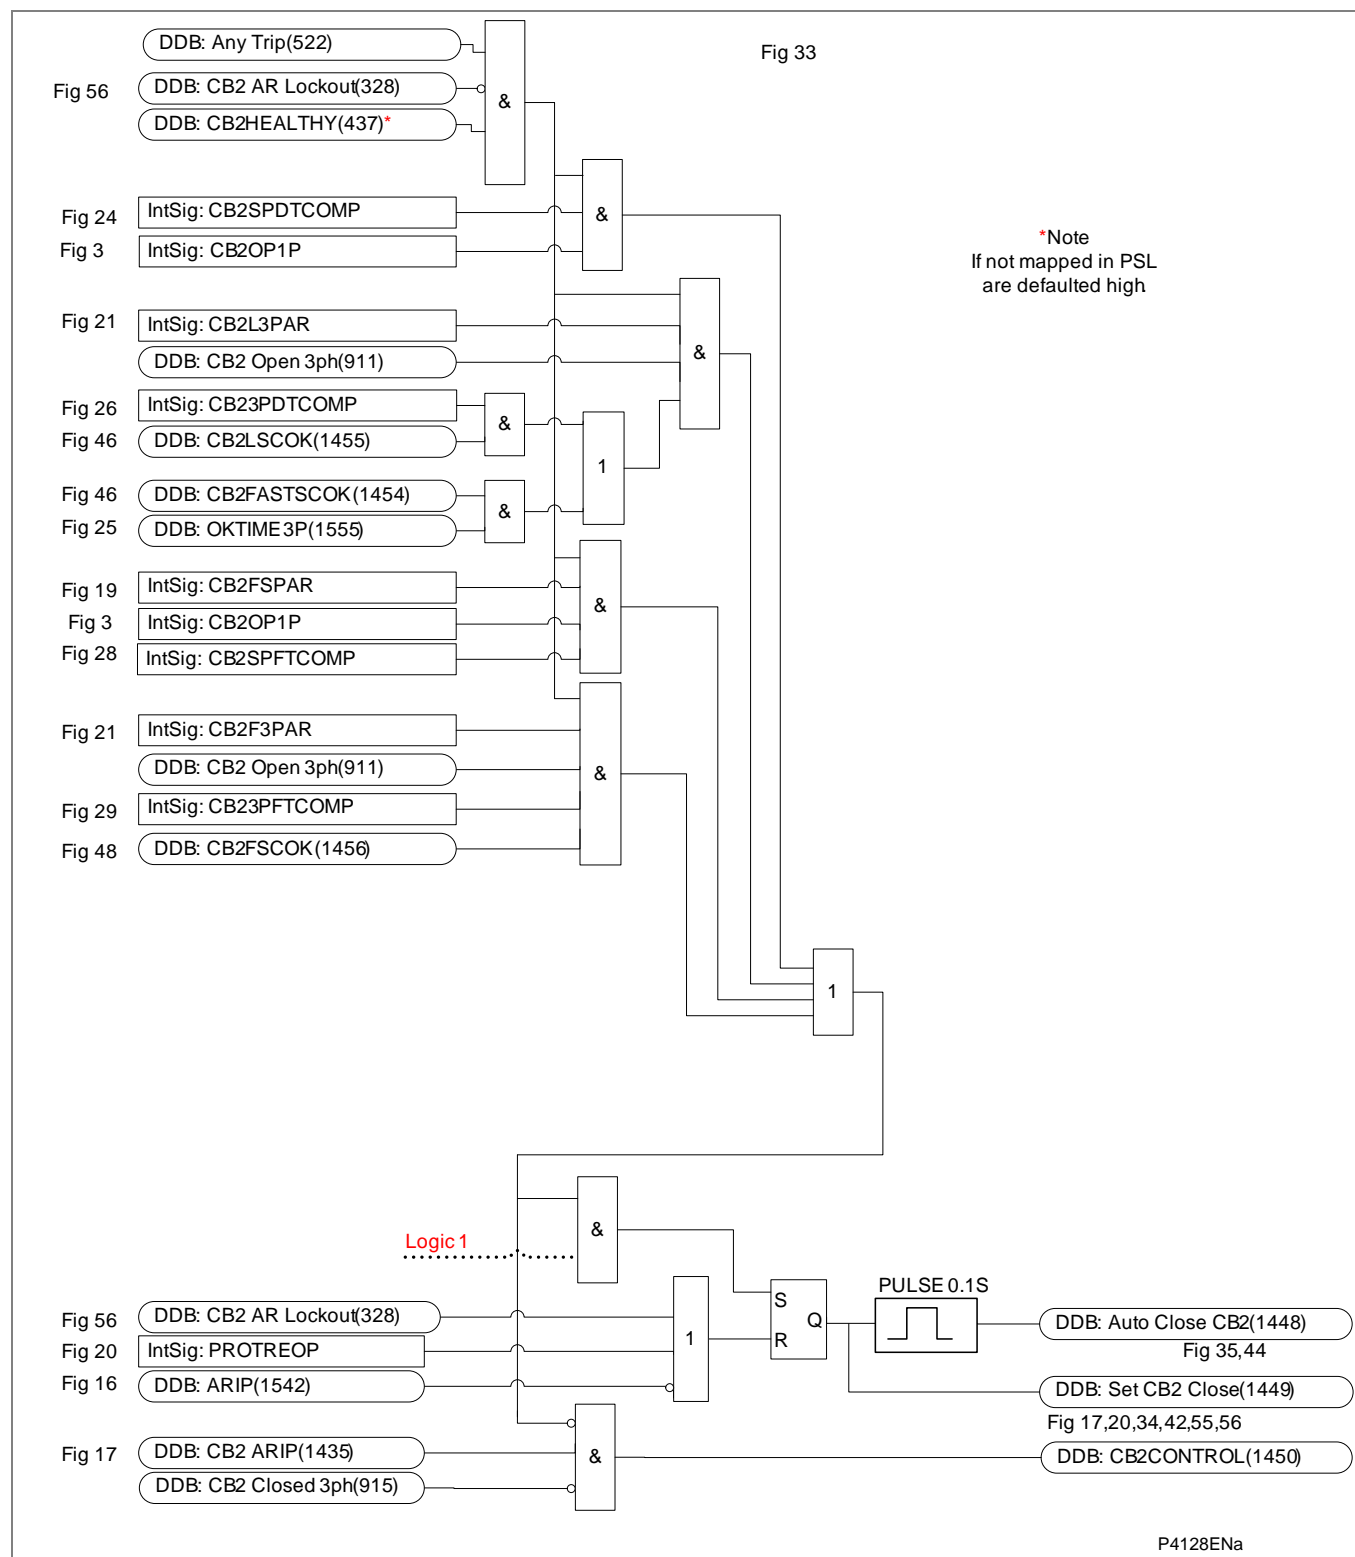 DDB: Any Trip(522)
Fig 33
Fig 56
DDB: CB2 AR Lockout(328)
&
DDB: CB2HEALTHY(437)*
Fig 24
IntSig: CB2SPDTCOMP
&
Fig 3
IntSig: CB2OP1P
*Note
If not mapped in PSL
are defaulted high
Fig 21
IntSig: CB2L3PAR
DDB: CB2 Open 3ph(911)
&
Fig 26
IntSig: CB23PDTCOMP
&
Fig 46
DDB: CB2LSCOK(1455)
1
Fig 46
DDB: CB2FASTSCOK(1454)
&
Fig 25
DDB: OKTIME3P(1555)
Fig 19
IntSig: CB2FSPAR
&
Fig 3
IntSig: CB2OP1P
Fig 28
IntSig: CB2SPFTCOMP
Fig 21
IntSig: CB2F3PAR
DDB: CB2 Open 3ph(911)
&
Fig 29
IntSig: CB23PFTCOMP
Fig 48
DDB: CB2FSCOK(1456)
1
&
Logic 1
PULSE 0.1S
Fig 56
DDB: CB2 AR Lockout(328)
S
Q
R
DDB: Auto Close CB2(1448)
Fig 20
IntSig: PROTREOP
1
Fig 35,44
Fig 16
DDB: ARIP(1542)
DDB: Set CB2 Close(1449)
Fig 17,20,34,42,55,56
Fig 17
DDB: CB2 ARIP(1435)
&
DDB: CB2CONTROL(1450)
DDB: CB2 Closed 3ph(915)
P4128ENa